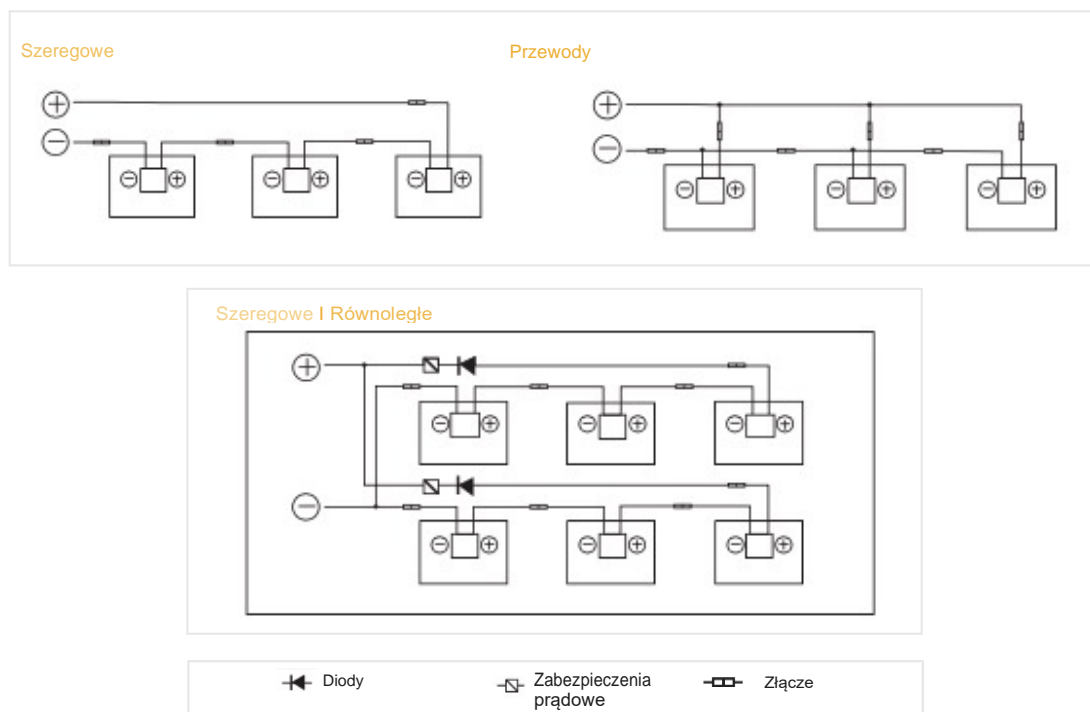 Szeregowe
Przewody
Szeregowe I Równoległe
Diody
Zabezpieczenia
prądowe
Złącze